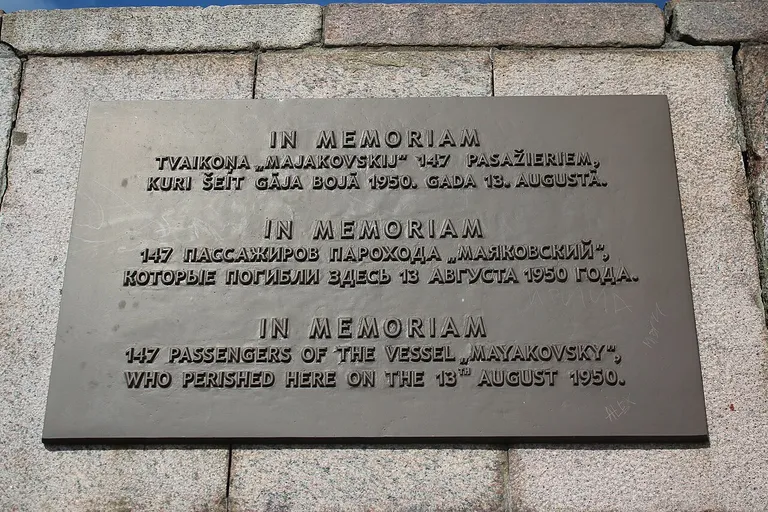 IN MEMORIAM
TVAIKOŅA „MAJAKOVSKIJ“ 147 PASAŽIERIEM,
KURI ŠEIT GĀJA BOJĀ 1950. GADA 13. AUGUSTĀ.
IN MEMORIAM
147 ПАССАЖИРОВ ПАРОХОДА „МАЯКОВСКИЙ“,
КОТОРЫЕ ПОГИБЛИ ЗДЕСЬ 13 АВГУСТА 1950 ГОДА.
IN MEMORIAM
147 PASSENGERS OF THE VESSEL „MAYAKOVSKY“,
WHO PERISHED HERE ON THE 13TH AUGUST 1950.
ALEX